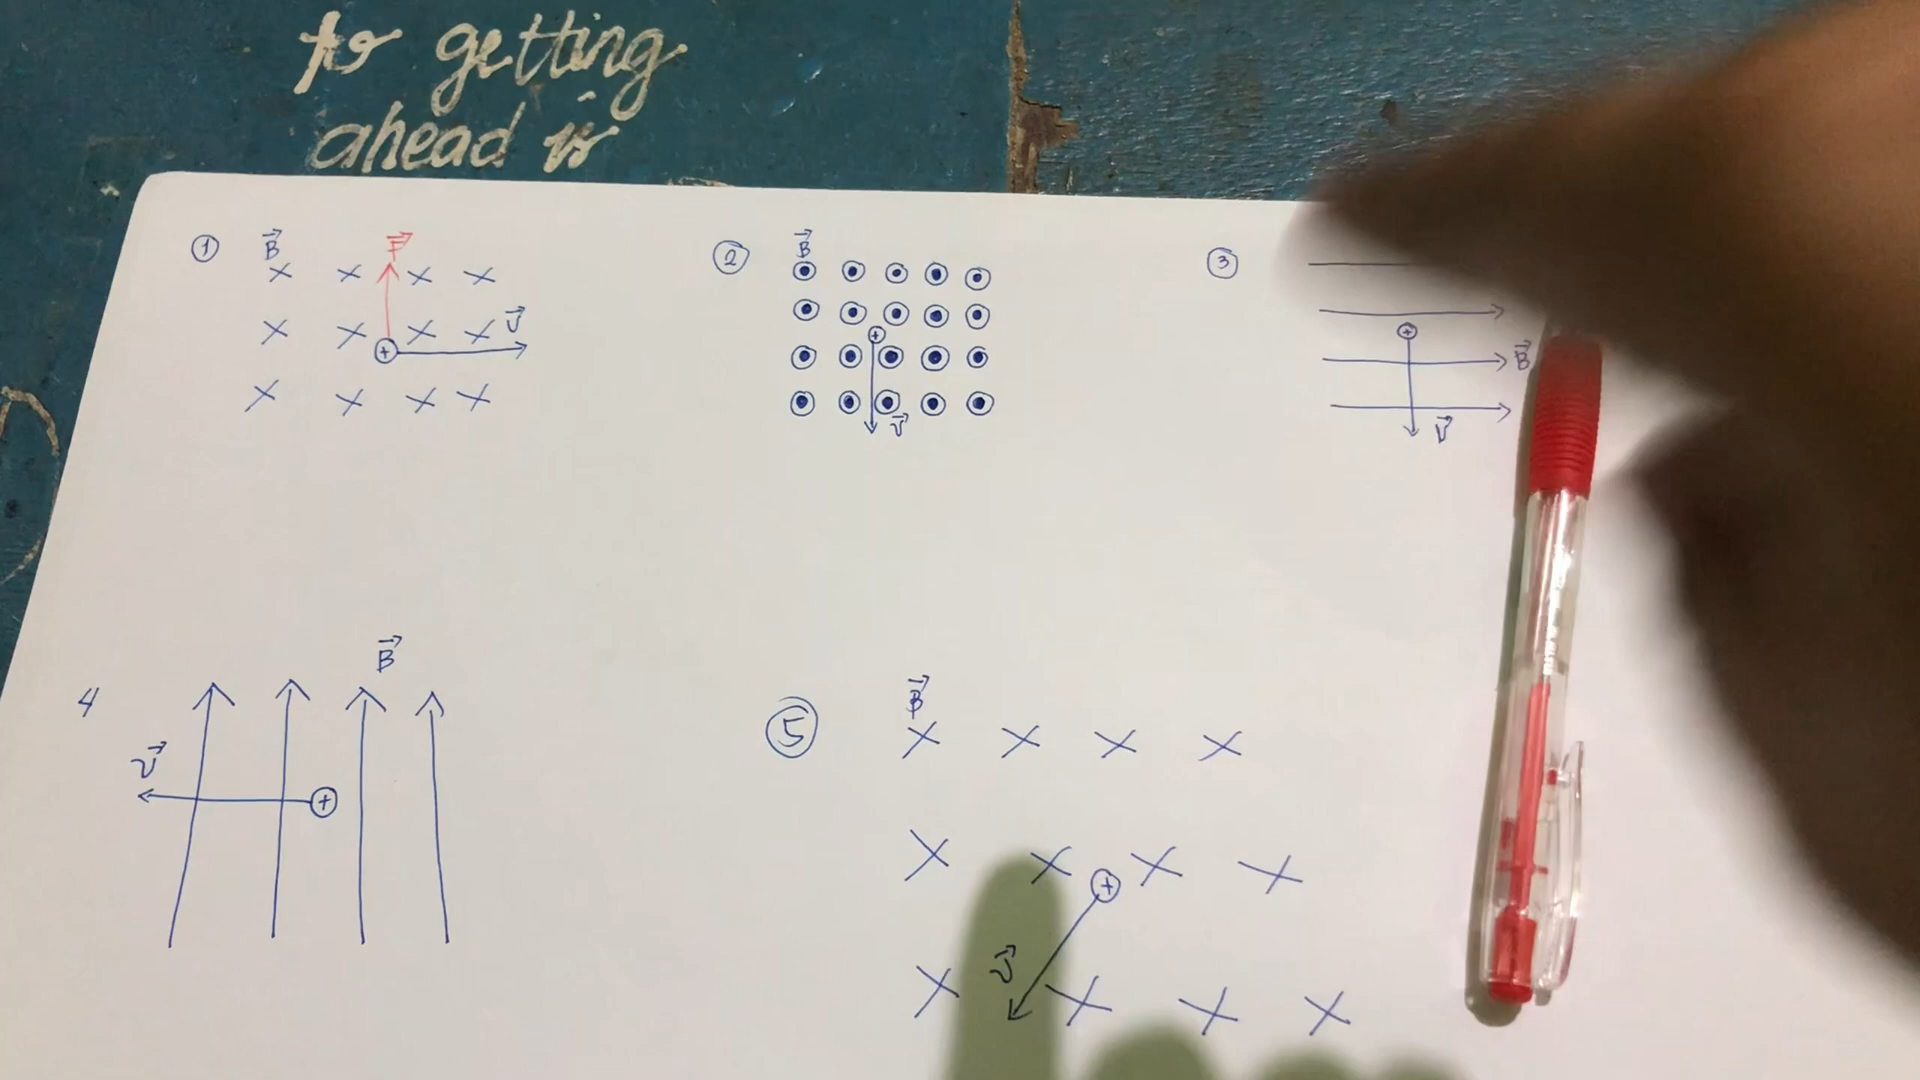 to getting
ahead is
① B⃗ F⃗
v⃗
② B⃗
v⃗
③
B⃗
v⃗
4 B⃗
v⃗
⑤ B⃗
v⃗